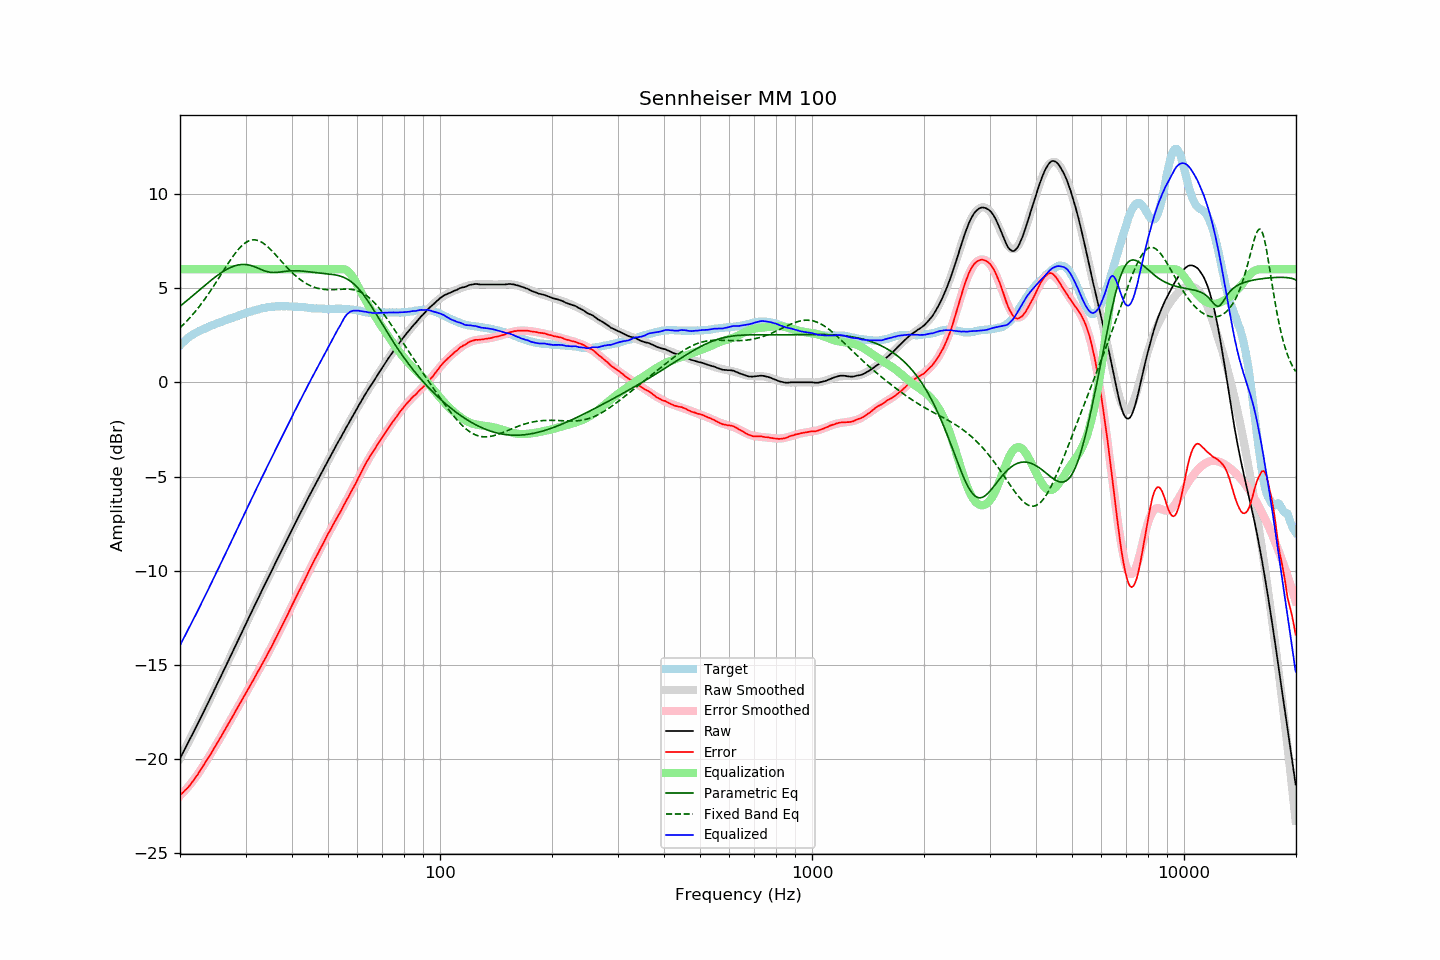 Sennheiser MM 100
Amplitude (dBr)
10
5
0
−5
−10
−15
−20
−25
Target
Raw Smoothed
Error Smoothed
Raw
Error
Equalization
Parametric Eq
Fixed Band Eq
Equalized
100
1000
10000
Frequency (Hz)